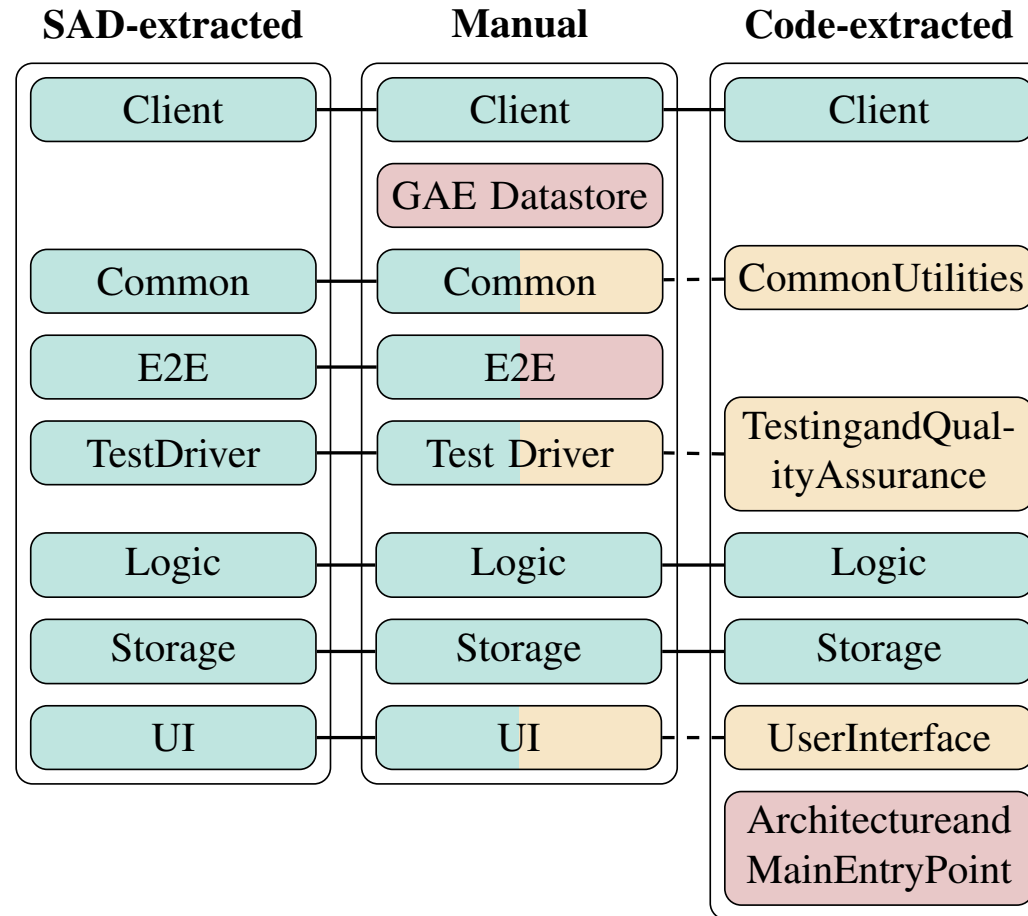 SAD-extracted Manual Code-extracted
Client Client Client
GAE Datastore
Common Common CommonUtilities
E2E E2E
TestDriver Test Driver TestingandQual-
ityAssurance
Logic Logic Logic
Storage Storage Storage
UI UI UserInterface
Architectureand
MainEntryPoint